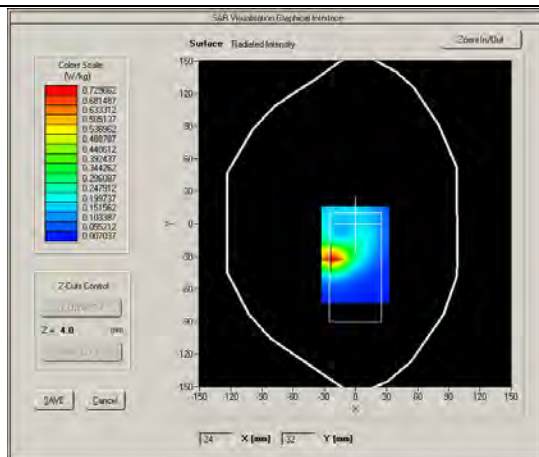 SAR Visualisation Graphical Interface
Surface Radiated Intensity
Zoom In/Out
Colour Scale
(W/kg)
0.729662
0.681487
0.633312
0.585137
0.536962
0.488787
0.440612
0.392437
0.344262
0.296087
0.247912
0.199737
0.151562
0.103387
0.055212
0.007037
150
120
90
60
30
Y
0
30
60
90
120
150
-150 -120 -90 -60 -30 0 30 60 90 120 150
X
Z-Cuts Control
Z = 4.0 mm
SAVE Cancel
-24 X (mm) -32 Y (mm)